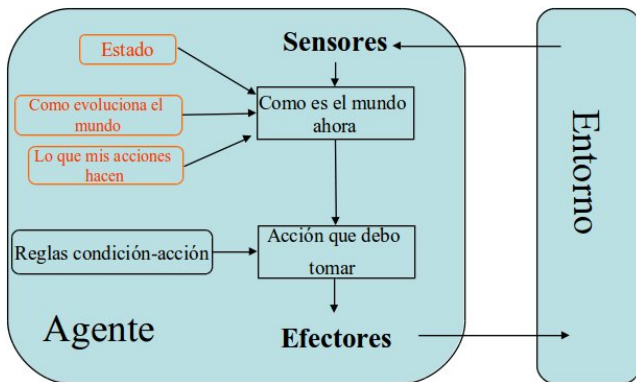 Estado
Sensores
Como evoluciona el
mundo
Como es el mundo
ahora
Lo que mis acciones
hacen
Reglas condición-acción
Acción que debo
tomar
Agente
Efectores
Entorno